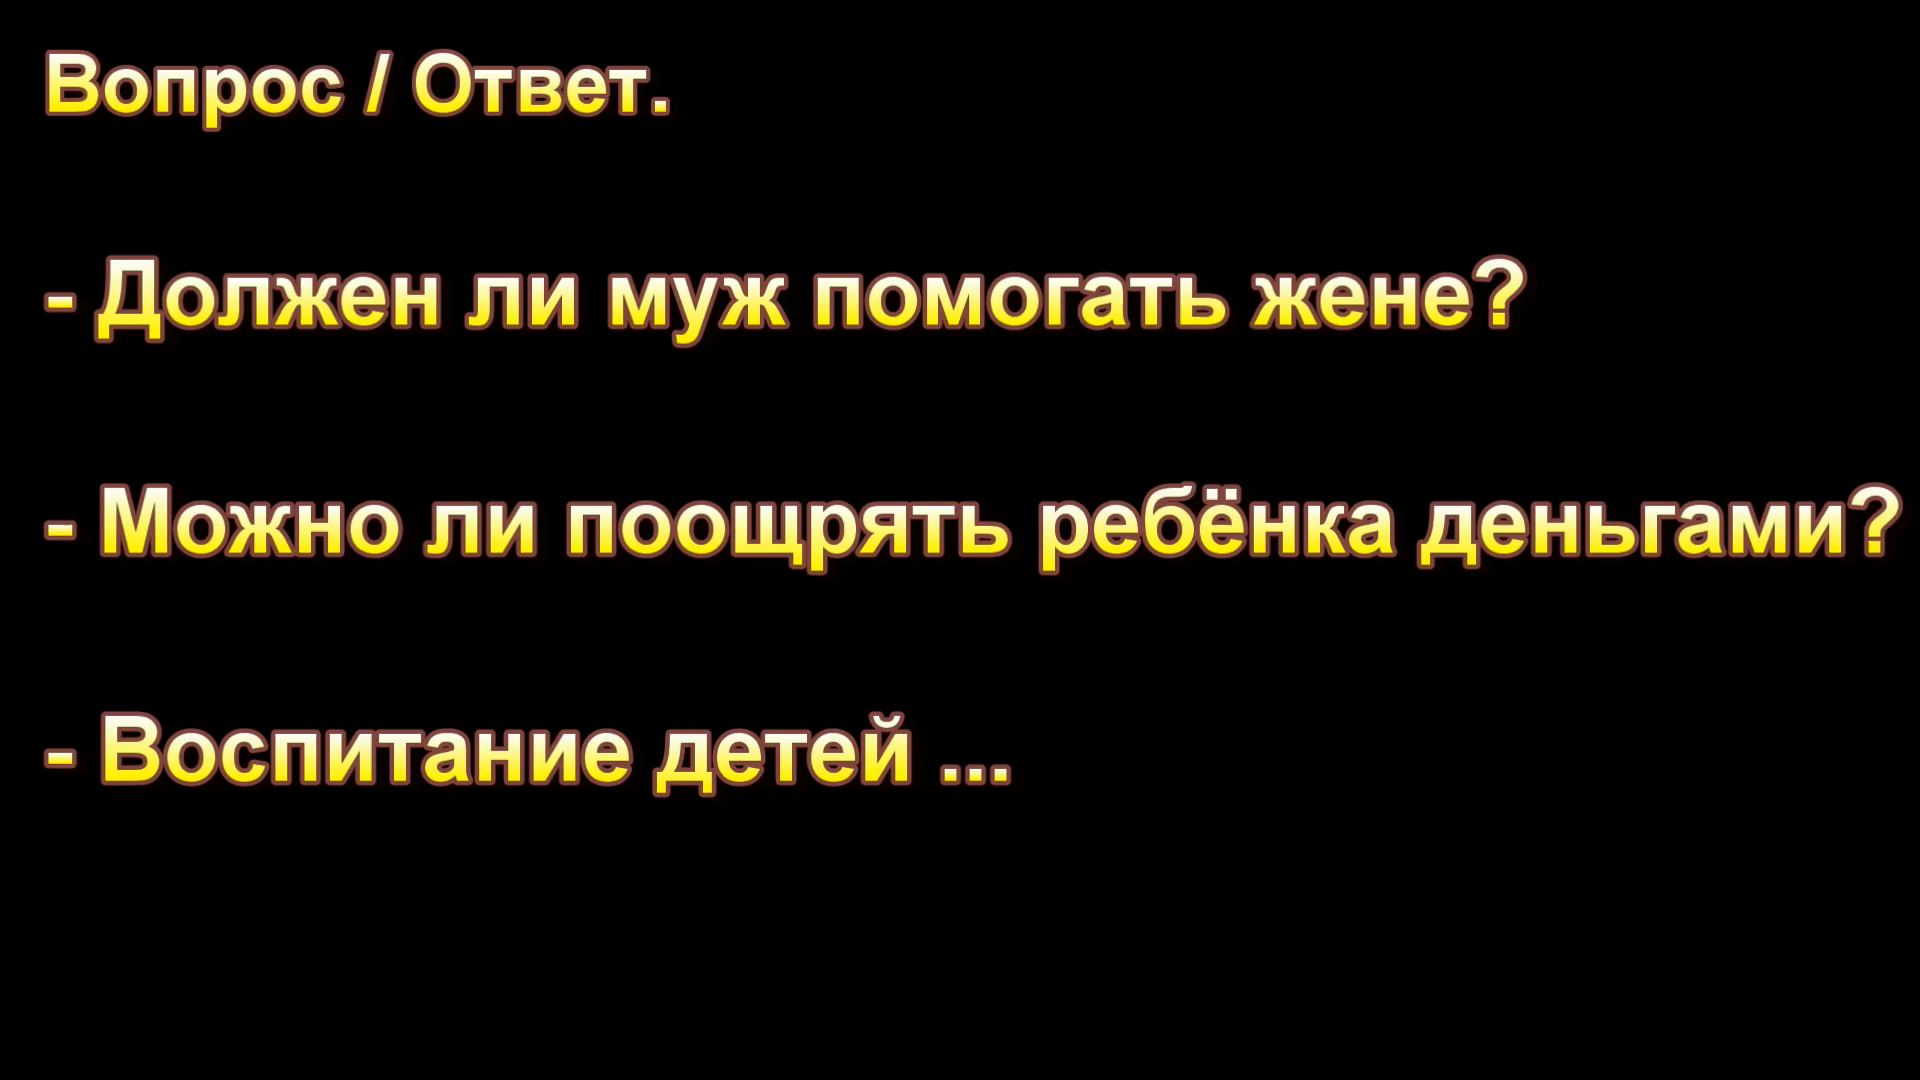 Вопрос / Ответ.
- Должен ли муж помогать жене?
- Можно ли поощрять ребёнка деньгами?
- Воспитание детей ...